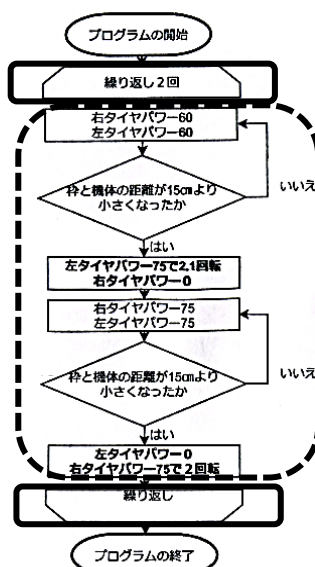 プログラムの開始
繰り返し2回
右タイヤパワー60
左タイヤパワー60
枠と機体の距離が15㎝より
小さくなったか
いいえ
はい
左タイヤパワー75で2,1回転
右タイヤパワー0
右タイヤパワー75
左タイヤパワー75
枠と機体の距離が15㎝より
小さくなったか
いいえ
はい
左タイヤパワー0
右タイヤパワー75で2回転
繰り返し
プログラムの終了